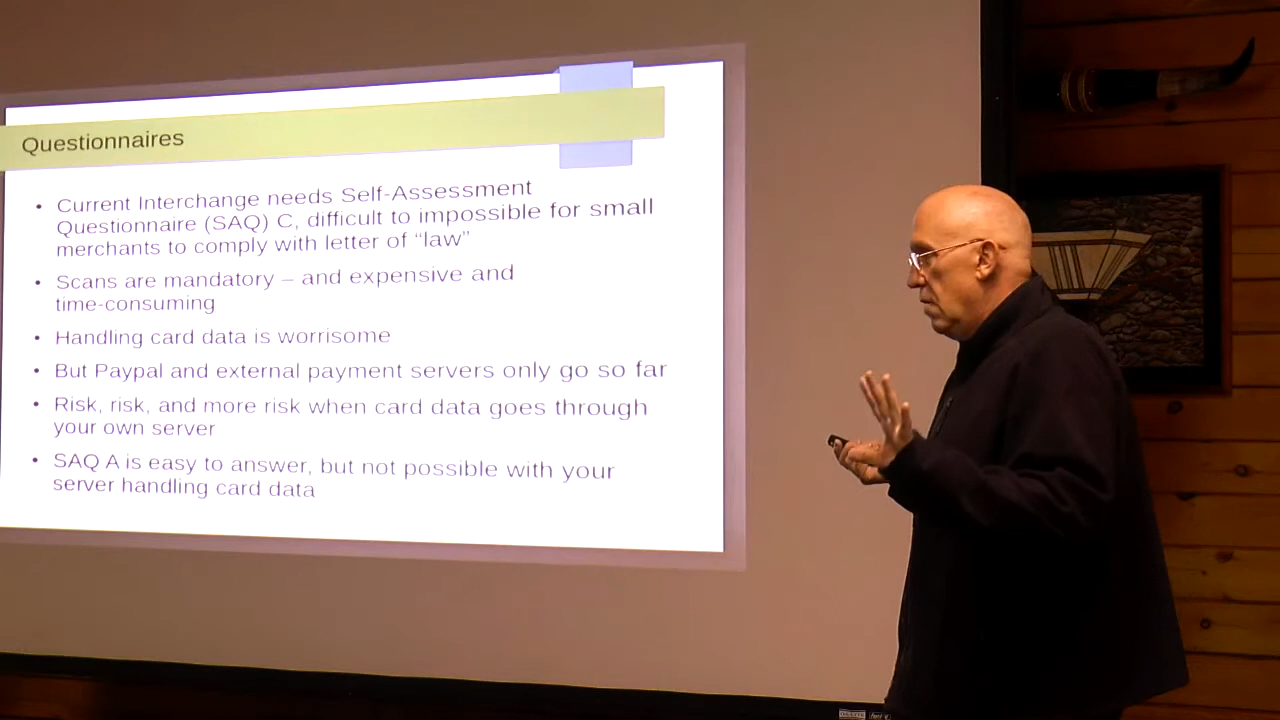 Questionnaires
• Current Interchange needs Self-Assessment
Questionnaire (SAQ) C, difficult to impossible for small
merchants to comply with letter of “law”
• Scans are mandatory – and expensive and
time-consuming
• Handling card data is worrisome
• But Paypal and external payment servers only go so far
• Risk, risk, and more risk when card data goes through
your own server
• SAQ A is easy to answer, but not possible with your
server handling card data